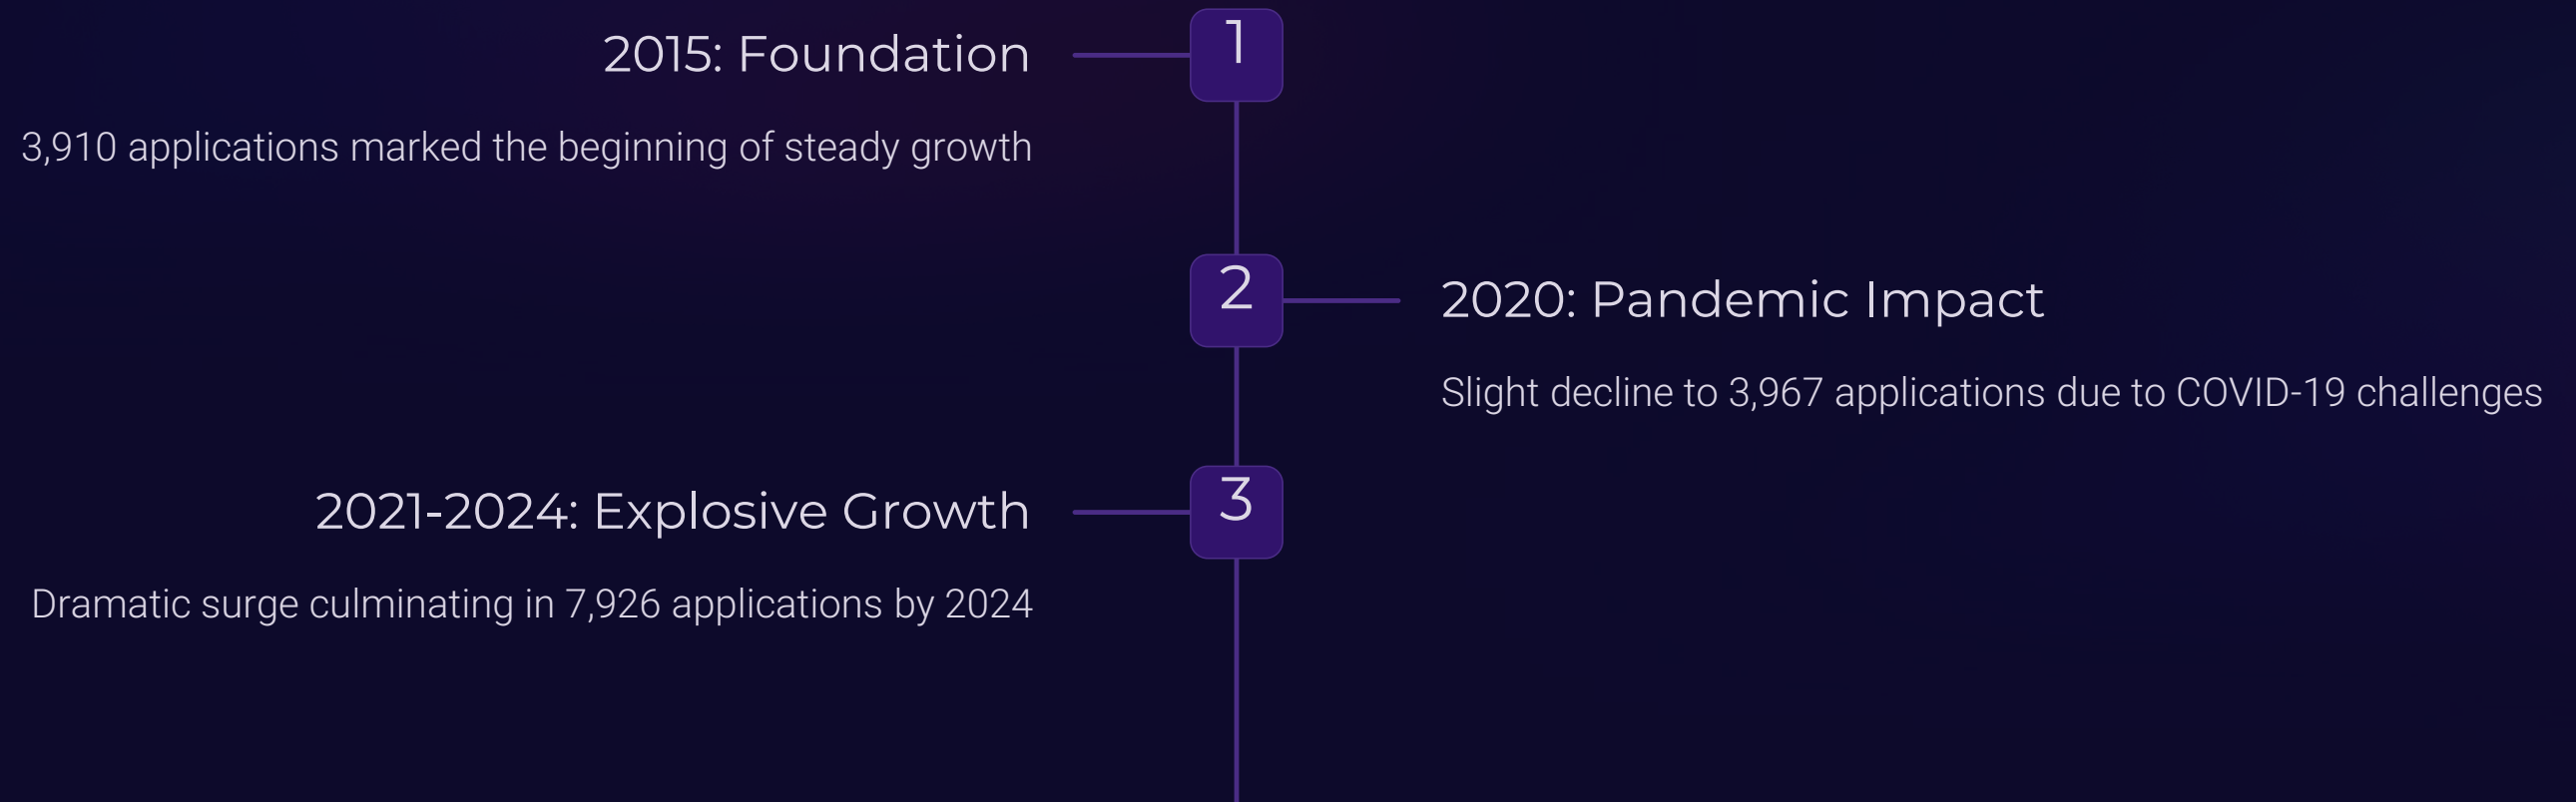 1
2015: Foundation
3,910 applications marked the beginning of steady growth
2
2020: Pandemic Impact
Slight decline to 3,967 applications due to COVID-19 challenges
3
2021-2024: Explosive Growth
Dramatic surge culminating in 7,926 applications by 2024